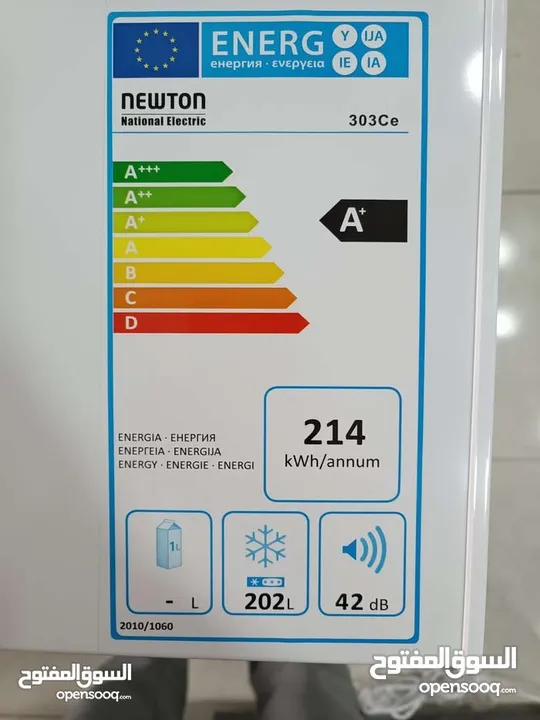 ENERG Y IJA IE IA
енергия · ενεργεια
NEWTON
National Electric 303Ce
A+++
A++
A+
A
B
C
D
A+
ENERGIA · ЕНЕРГИЯ
ΕΝΕΡΓΕΙΑ · ENERGIJA
ENERGY · ENERGIE · ENERGI
214
kWh/annum
1L
- L
202L
42 dB
2010/1060
السوق المفتوح
opensooq.com
السوق المفتوح
opensooq.com